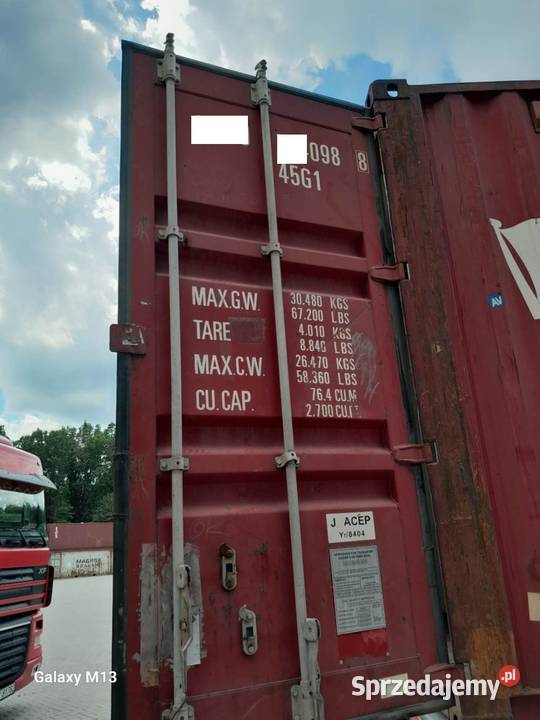 098 8
45G1
MAX.G.W. 30.480 KGS
67.200 LBS
TARE 4.010 KGS
8.840 LBS
MAX.C.W. 26.470 KGS
58.360 LBS
CU.CAP. 76.4 CU.M
2.700 CU.FT
J ACEP
AV
XF
Galaxy M13
Sprzedajemy.pl